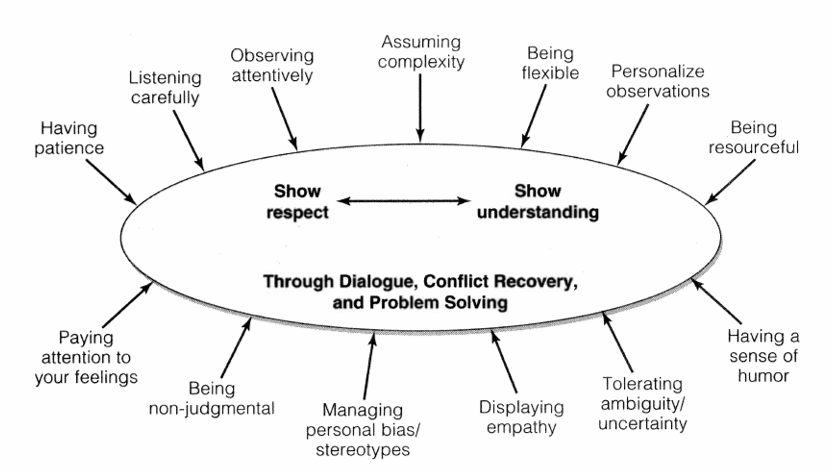 Assuming
complexity
Observing
attentively
Being
flexible
Listening
carefully
Personalize
observations
Having
patience
Being
resourceful
Show
respect
Show
understanding
Through Dialogue, Conflict Recovery,
and Problem Solving
Paying
attention to
your feelings
Being
non-judgmental
Managing
personal bias/
stereotypes
Displaying
empathy
Tolerating
ambiguity/
uncertainty
Having a
sense of
humor